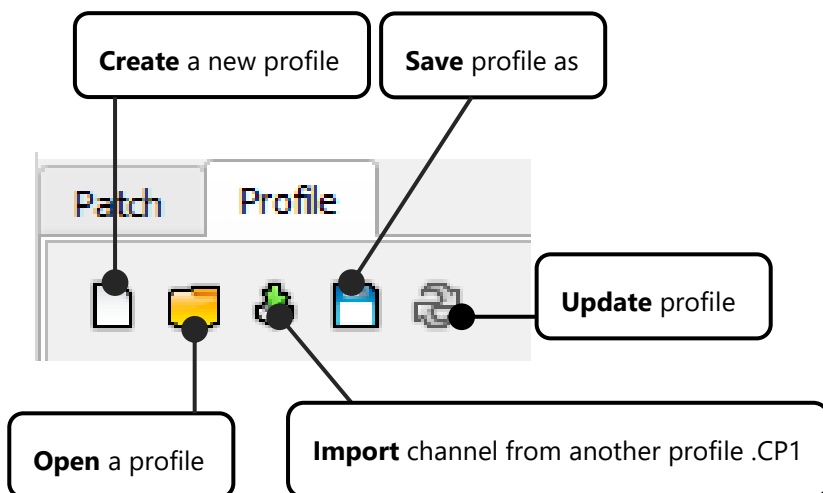 Create a new profile
Save profile as
Patch
Profile
Update profile
Open a profile
Import channel from another profile .CP1